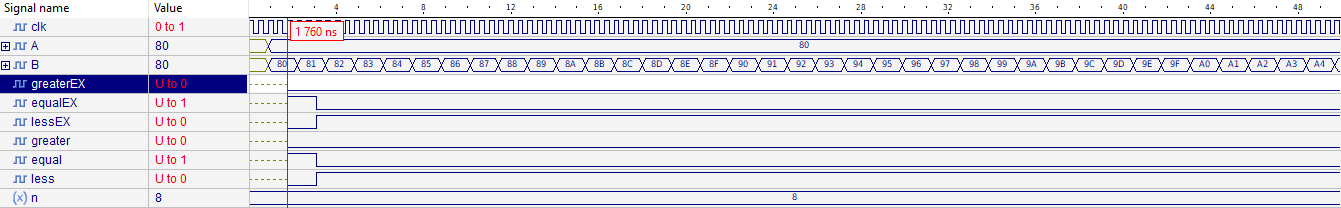 Signal name Value 4 8 12 16 20 24 28 32 36 40 44 48
clk 0 to 1 1 760 ns
A 80 80
B 80 80 81 82 83 84 85 86 87 88 89 8A 8B 8C 8D 8E 8F 90 91 92 93 94 95 96 97 98 99 9A 9B 9C 9D 9E 9F A0 A1 A2 A3 A4
greaterEX U to 0
equalEX U to 1
lessEX U to 0
greater U to 0
equal U to 1
less U to 0
(x) n 8 8